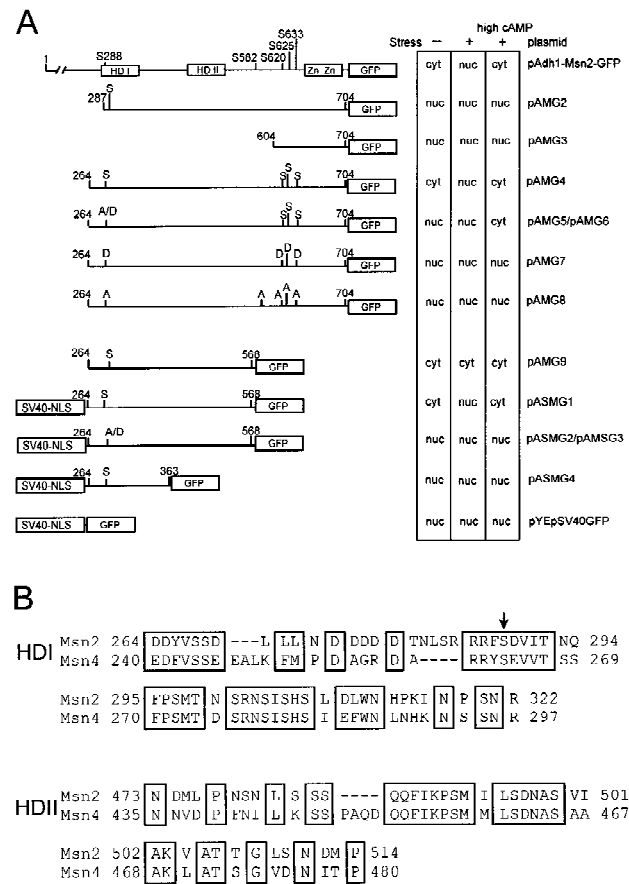 A
high cAMP
Stress – + + plasmid
1 S288 HD I HD II S582 S620 S625 S633 Zn Zn GFP cyt nuc cyt pAdh1-Msn2-GFP
287 S 704 GFP nuc nuc nuc pAMG2
604 704 GFP nuc nuc nuc pAMG3
264 S S S S 704 GFP cyt nuc cyt pAMG4
264 A/D S S S 704 GFP nuc nuc cyt pAMG5/pAMG6
264 D D D D 704 GFP nuc nuc nuc pAMG7
264 A A A A A 704 GFP nuc nuc nuc pAMG8
264 S 568 GFP cyt cyt cyt pAMG9
SV40-NLS 264 S 568 GFP cyt nuc cyt pASMG1
SV40-NLS 264 A/D 568 GFP nuc nuc nuc pASMG2/pAMSG3
SV40-NLS 264 S 363 GFP nuc nuc nuc pASMG4
SV40-NLS GFP nuc nuc nuc pYEpSV40GFP
B
HDI
Msn2 264 DDYVSSD ---L LL N D DDD D TNLSR RRFSDVIT NQ 294
Msn4 240 EDFVSSE EALK FM P D AGR D A---- RRYSEVVT SS 269
Msn2 295 FPSMT N SRNSISHS L DLWN HPKI N P SN R 322
Msn4 270 FPSMT D SRNSISHS I EFWN LNHK N S SN R 297
HDII
Msn2 473 N DML P NSN L S SS ---- QQFIKPSM I LSDNAS VI 501
Msn4 435 N NVD P FNI L K SS PAQD QQFIKPSM M LSDNAS AA 467
Msn2 502 AK V AT T G LS N DM P 514
Msn4 468 AK L AT S G VD N IT P 480